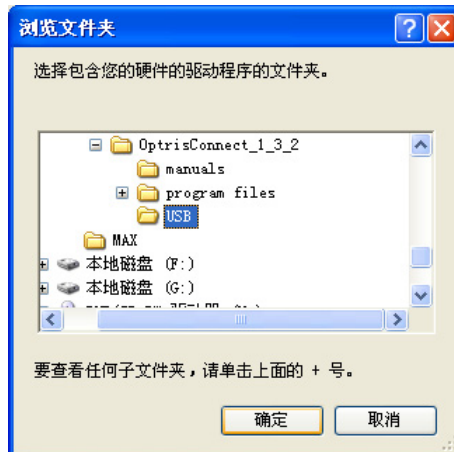 浏览文件夹
选择包含您的硬件的驱动程序的文件夹。
OptrisConnect_1_3_2
manuals
program files
USB
MAX
本地磁盘 (F:)
本地磁盘 (G:)
要查看任何子文件夹，请单击上面的 + 号。
确定 取消